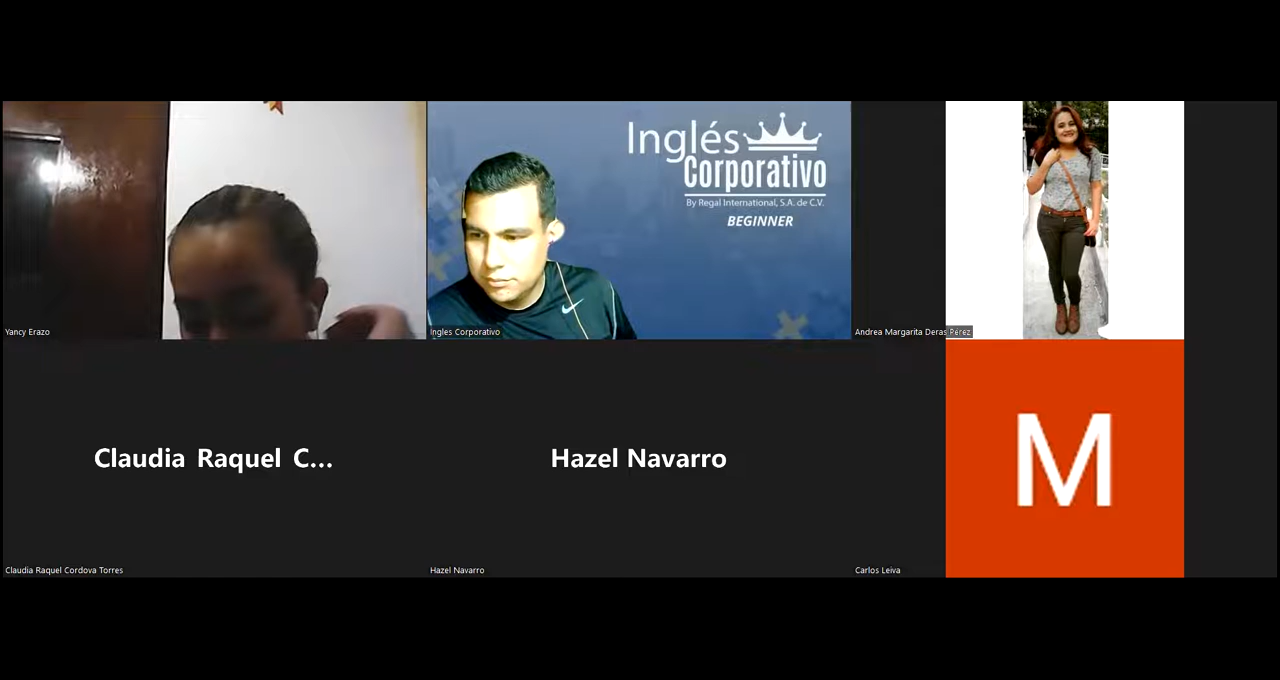 Inglés
Corporativo
By Regal International, S.A. de C.V.
BEGINNER
Yancy Erazo
Ingles Corporativo
Andrea Margarita Deras Pérez
Claudia Raquel C...
Hazel Navarro
M
Claudia Raquel Cordova Torres
Hazel Navarro
Carlos Leiva